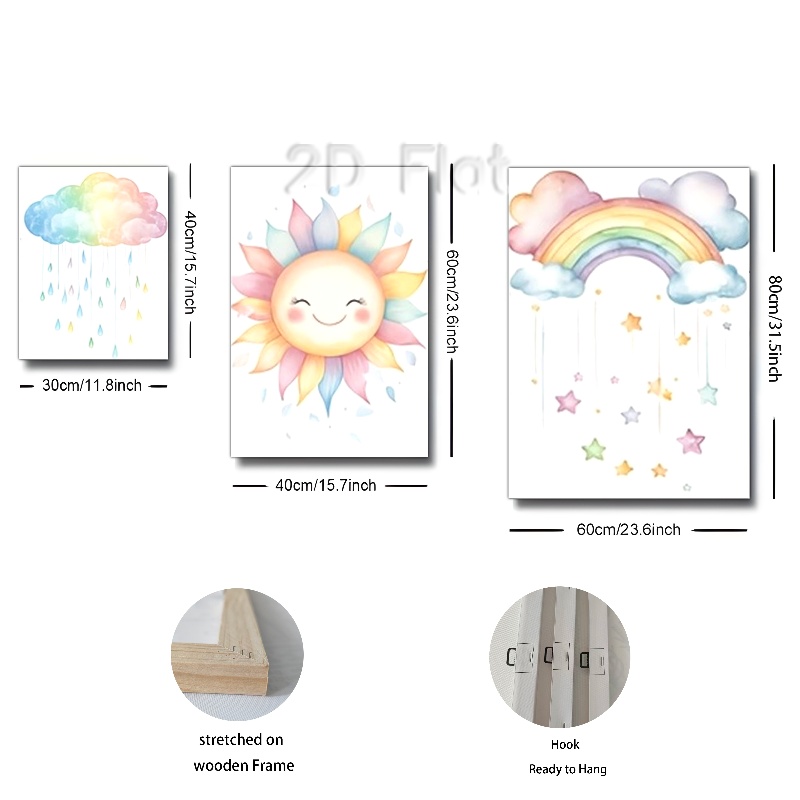 2D Flat
40cm/15.7inch
30cm/11.8inch
60cm/23.6inch
40cm/15.7inch
80cm/31.5inch
60cm/23.6inch
stretched on
wooden Frame
Hook
Ready to Hang